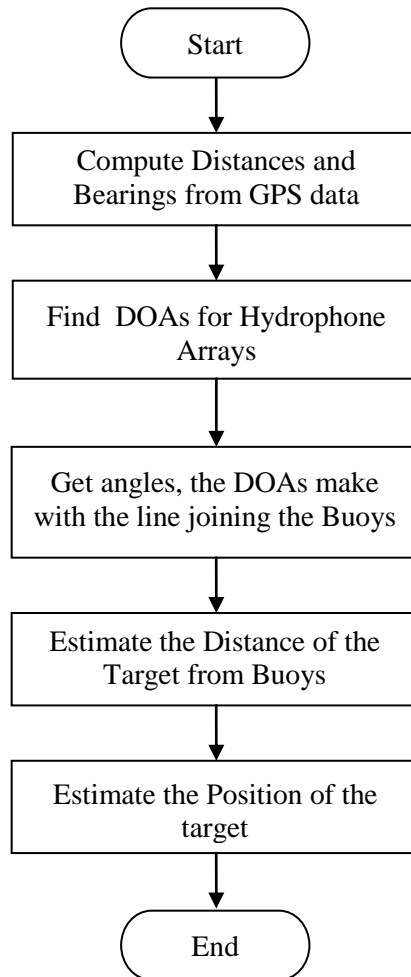 Start
Compute Distances and
Bearings from GPS data
Find DOAs for Hydrophone
Arrays
Get angles, the DOAs make
with the line joining the Buoys
Estimate the Distance of the
Target from Buoys
Estimate the Position of the
target
End